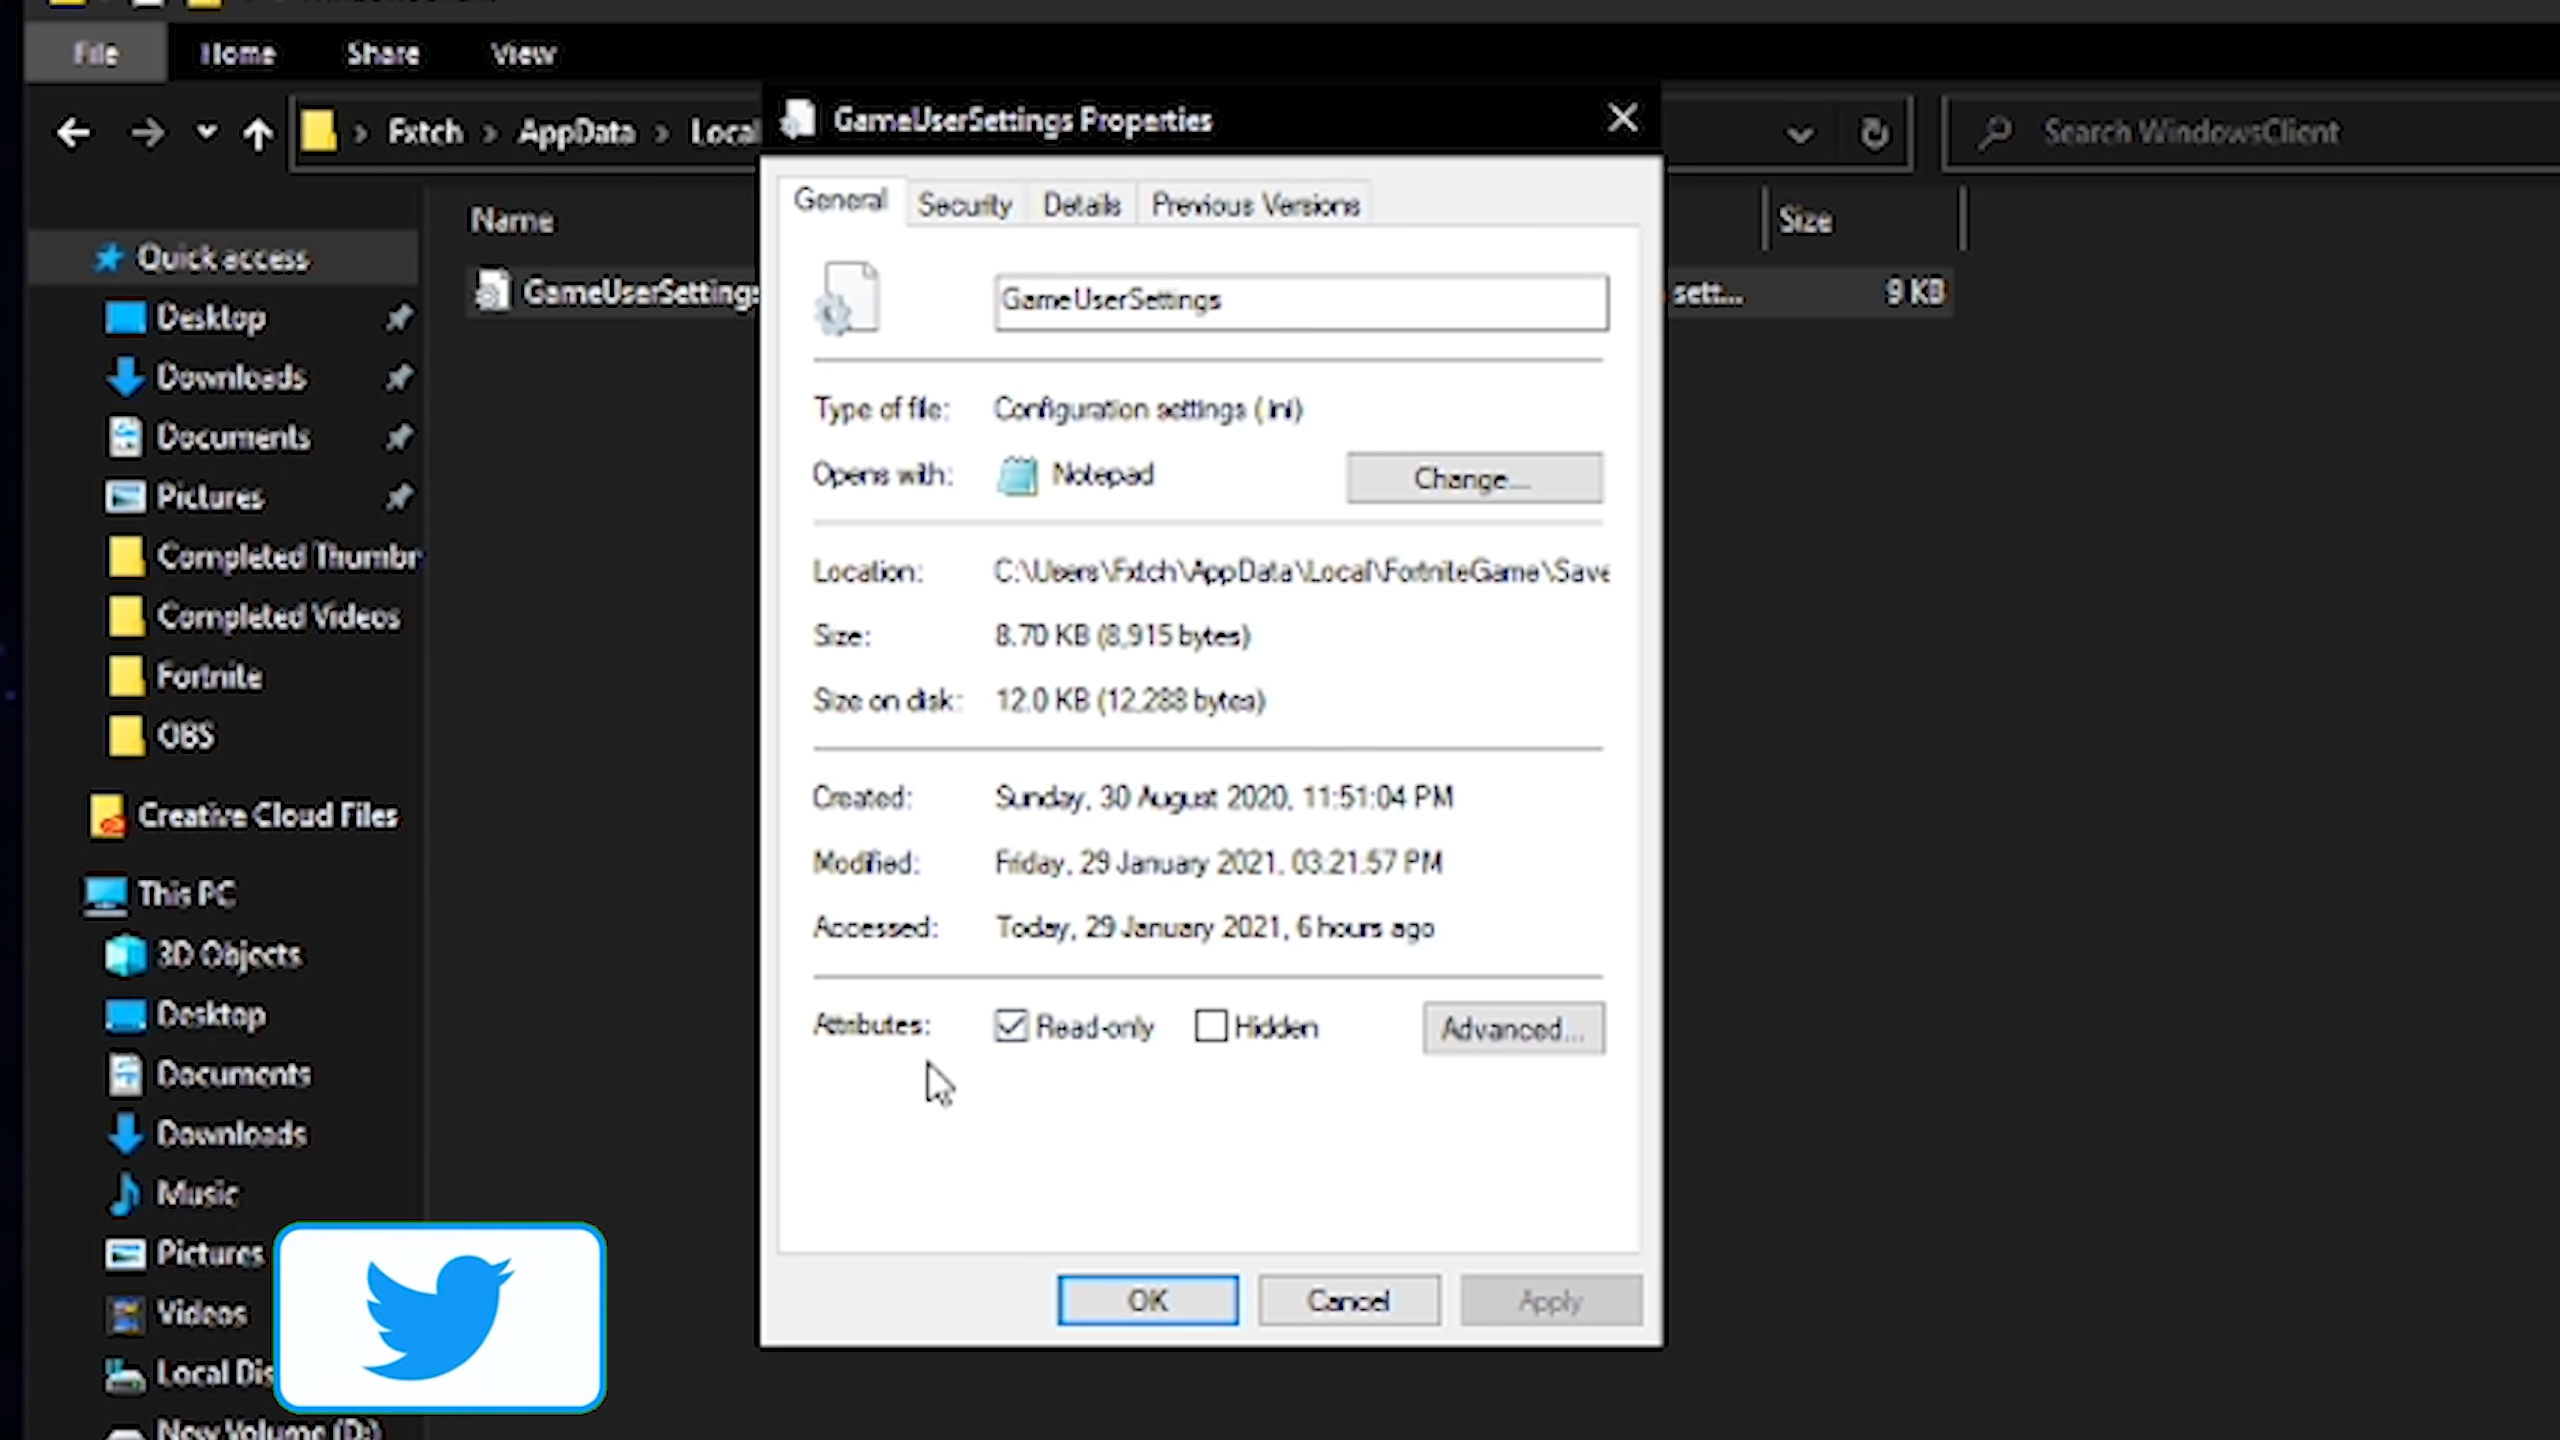 File Home Share View
Fxtch > AppData > Local
Search WindowsClient
Name
Size
GameUserSettings
sett...
9 KB
Quick access
Desktop
Downloads
Documents
Pictures
Completed Thumbr
Completed Videos
Fortnite
OBS
Creative Cloud Files
This PC
3D Objects
Desktop
Documents
Downloads
Music
Pictures
Videos
Local Dis
New Volume (D:)
GameUserSettings Properties
General Security Details Previous Versions
GameUserSettings
Type of file: Configuration settings (.ini)
Opens with: Notepad Change...
Location: C:\Users\Fxtch\AppData\Local\FortniteGame\Save
Size: 8.70 KB (8,915 bytes)
Size on disk: 12.0 KB (12,288 bytes)
Created: Sunday, 30 August 2020, 11:51:04 PM
Modified: Friday, 29 January 2021, 03:21:57 PM
Accessed: Today, 29 January 2021, 6 hours ago
Attributes: Read-only Hidden Advanced...
OK Cancel Apply